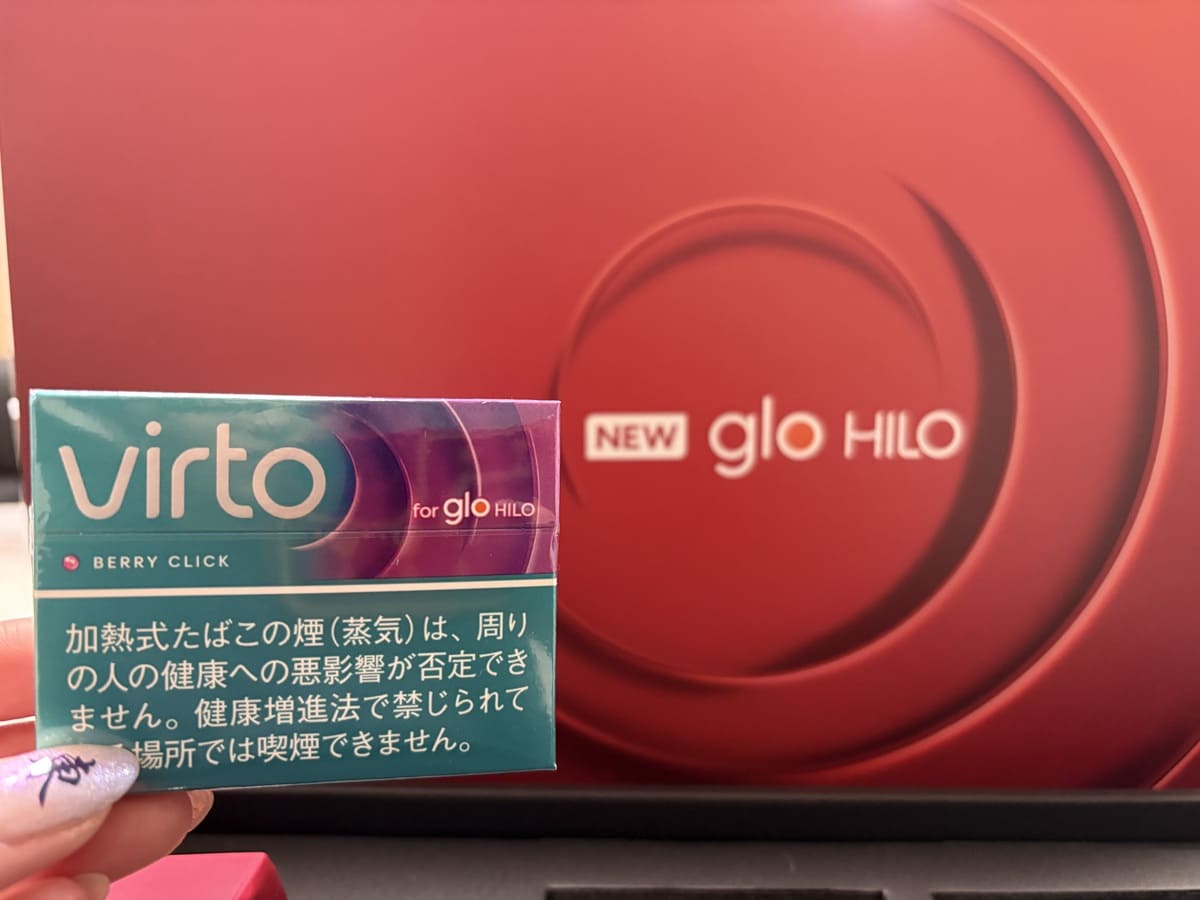 virto
for glo HILO
BERRY CLICK
加熱式たばこの煙（蒸気）は、周り
の人の健康への悪影響が否定でき
ません。健康増進法で禁じられて
る場所では喫煙できません。
NEW glo HILO